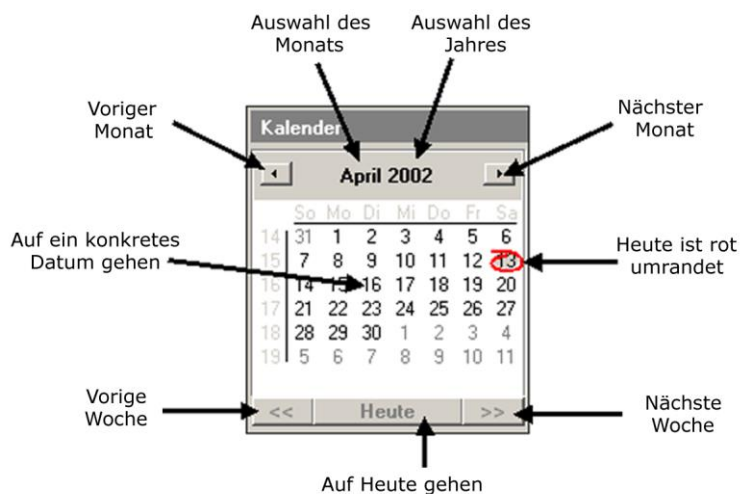 Auswahl des Monats
Auswahl des Jahres
Voriger Monat
Nächster Monat
Kalender
April 2002
So Mo Di Mi Do Fr Sa
14 31 1 2 3 4 5 6
15 7 8 9 10 11 12 13
16 14 15 16 17 18 19 20
17 21 22 23 24 25 26 27
18 28 29 30 1 2 3 4
19 5 6 7 8 9 10 11
Auf ein konkretes
Datum gehen
Heute ist rot
umrandet
Vorige
Woche
<< Heute >>
Nächste
Woche
Auf Heute gehen